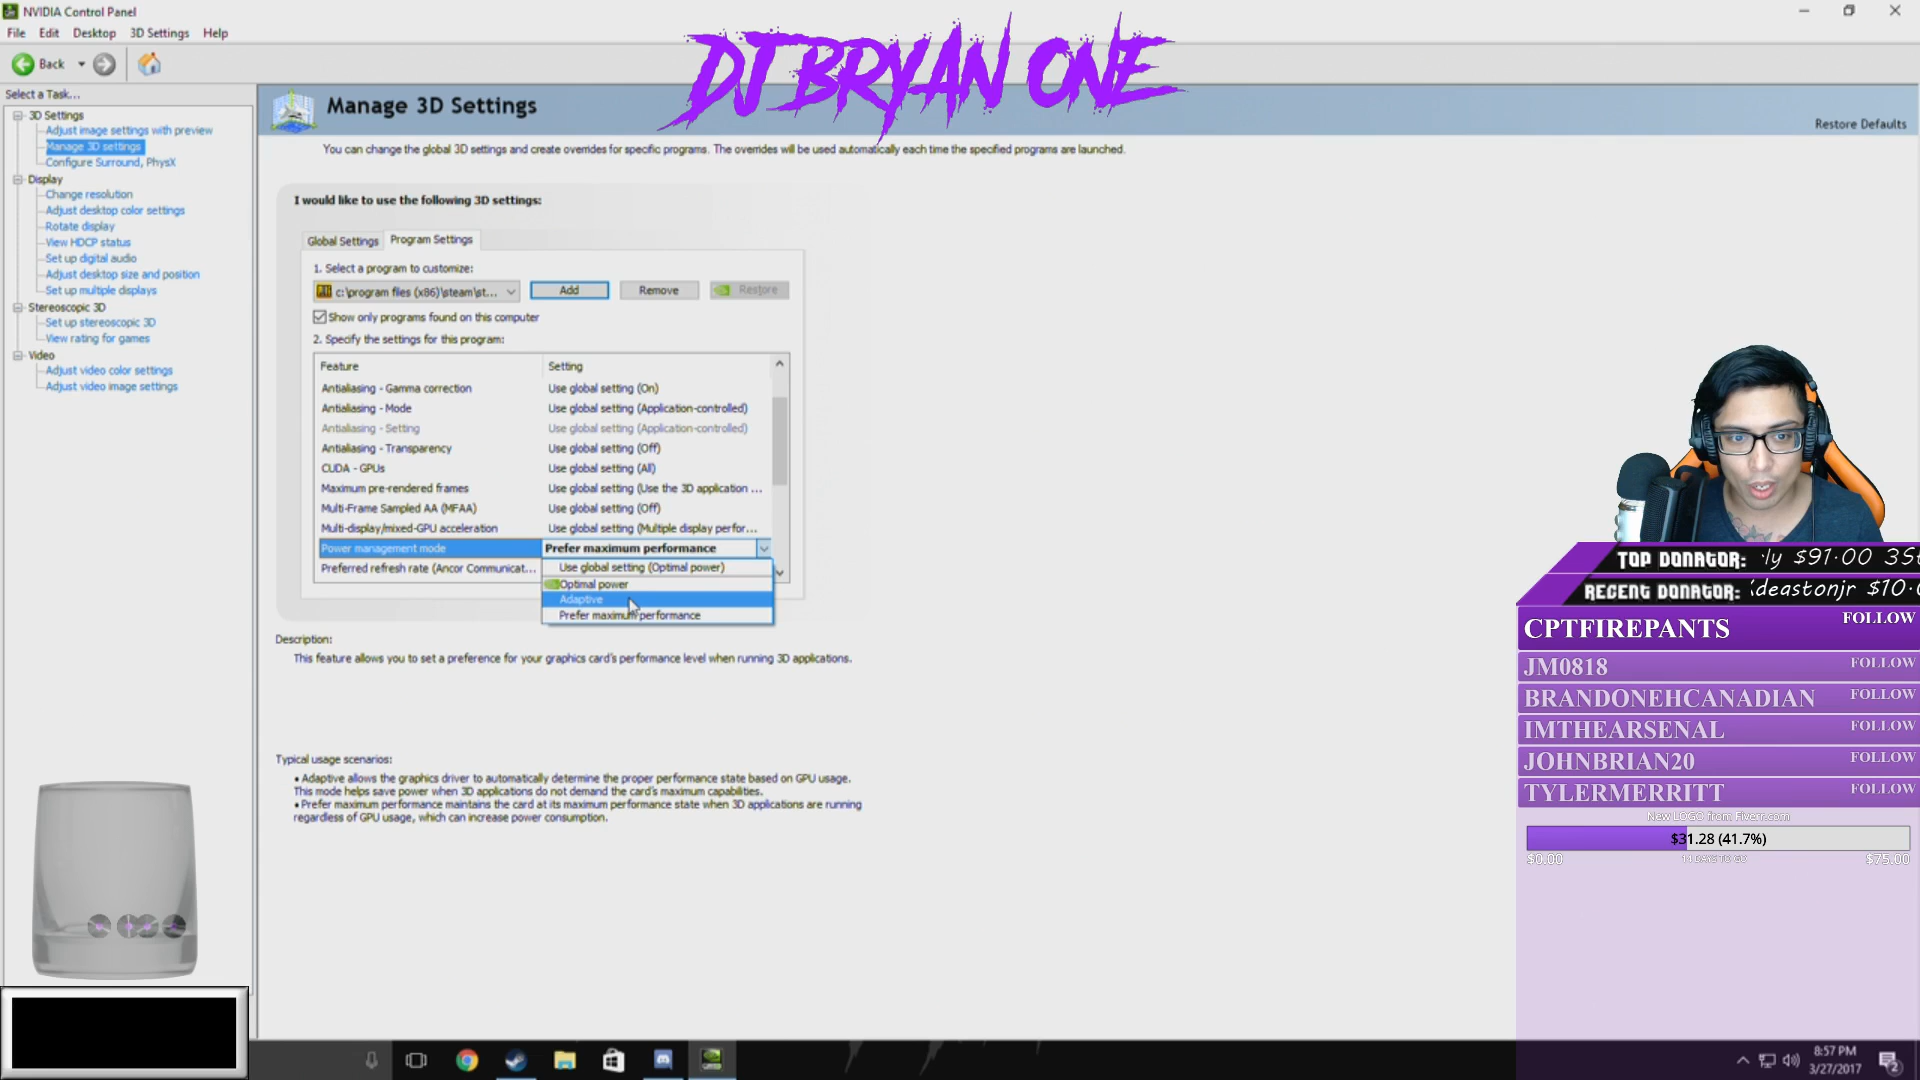 NVIDIA Control Panel
File Edit Desktop 3D Settings Help
DJ BRYAN ONE
Back
Select a Task...
3D Settings
Adjust image settings with preview
Manage 3D settings
Configure Surround, PhysX
Display
Change resolution
Adjust desktop color settings
Rotate display
View HDCP status
Set up digital audio
Adjust desktop size and position
Set up multiple displays
Stereoscopic 3D
Set up stereoscopic 3D
View rating for games
Video
Adjust video color settings
Adjust video image settings
Manage 3D Settings
Restore Defaults
You can change the global 3D settings and create overrides for specific programs. The overrides will be used automatically each time the specified programs are launched.
I would like to use the following 3D settings:
Global Settings Program Settings
1. Select a program to customize:
c:\program files (x86)\steam\st... Add Remove Restore
Show only programs found on this computer
2. Specify the settings for this program:
Feature Setting
Antialiasing - Gamma correction Use global setting (On)
Antialiasing - Mode Use global setting (Application-controlled)
Antialiasing - Setting Use global setting (Application-controlled)
Antialiasing - Transparency Use global setting (Off)
CUDA - GPUs Use global setting (All)
Maximum pre-rendered frames Use global setting (Use the 3D application ...
Multi-Frame Sampled AA (MFAA) Use global setting (Off)
Multi-display/mixed-GPU acceleration Use global setting (Multiple display perfor...
Power management mode Prefer maximum performance
Preferred refresh rate (Ancor Communicat...
Use global setting (Optimal power)
Optimal power
Adaptive
Prefer maximum performance
Description:
This feature allows you to set a preference for your graphics card's performance level when running 3D applications.
Typical usage scenarios:
• Adaptive allows the graphics driver to automatically determine the proper performance state based on GPU usage.
This mode helps save power when 3D applications do not demand the card's maximum capabilities.
• Prefer maximum performance maintains the card at its maximum performance state when 3D applications are running
regardless of GPU usage, which can increase power consumption.
TOP DONATOR: ly $91.00 3St
RECENT DONATOR: deastonjr $10.0
CPTFIREPANTS FOLLOW
JM0818 FOLLOW
BRANDONEHCANADIAN FOLLOW
IMTHEARSENAL FOLLOW
JOHNBRIAN20 FOLLOW
TYLERMERRITT FOLLOW
New LOGO from Fiverr.com
$31.28 (41.7%)
$0.00 14 DAYS TO GO $75.00
8:57 PM
3/27/2017
2